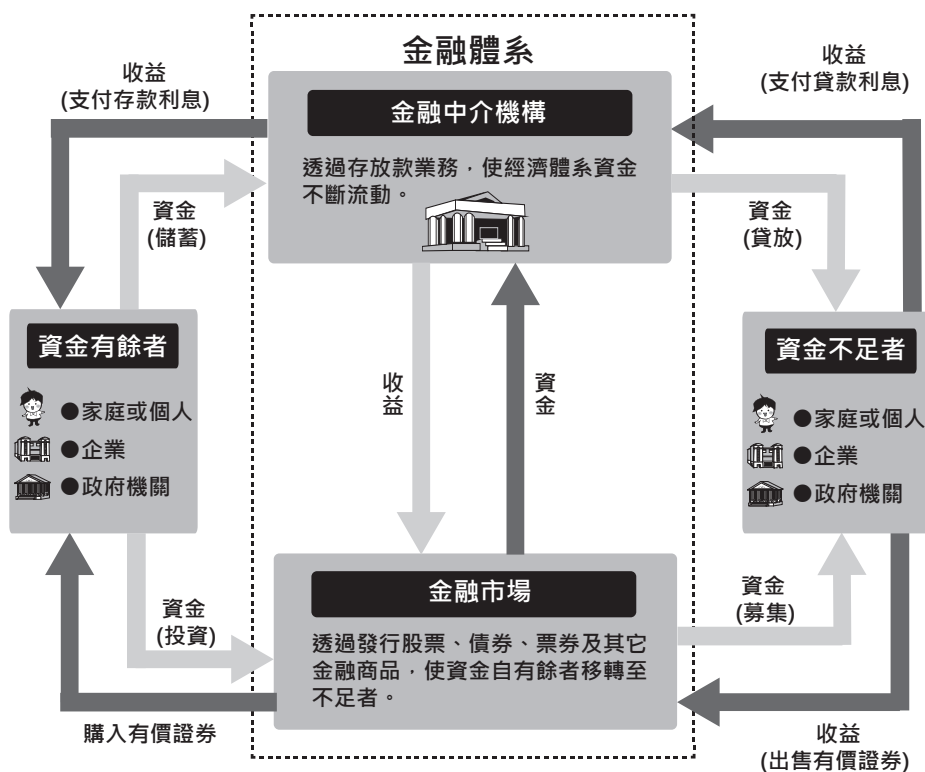 金融體系
收益
(支付存款利息)
收益
(支付貸款利息)
金融中介機構
透過存放款業務，使經濟體系資金
不斷流動。
資金
(儲蓄)
資金
(貸放)
資金有餘者
●家庭或個人
●企業
●政府機關
收益
資金
資金不足者
●家庭或個人
●企業
●政府機關
金融市場
透過發行股票、債券、票券及其它
金融商品，使資金自有餘者移轉至
不足者。
資金
(投資)
資金
(募集)
購入有價證券
收益
(出售有價證券)